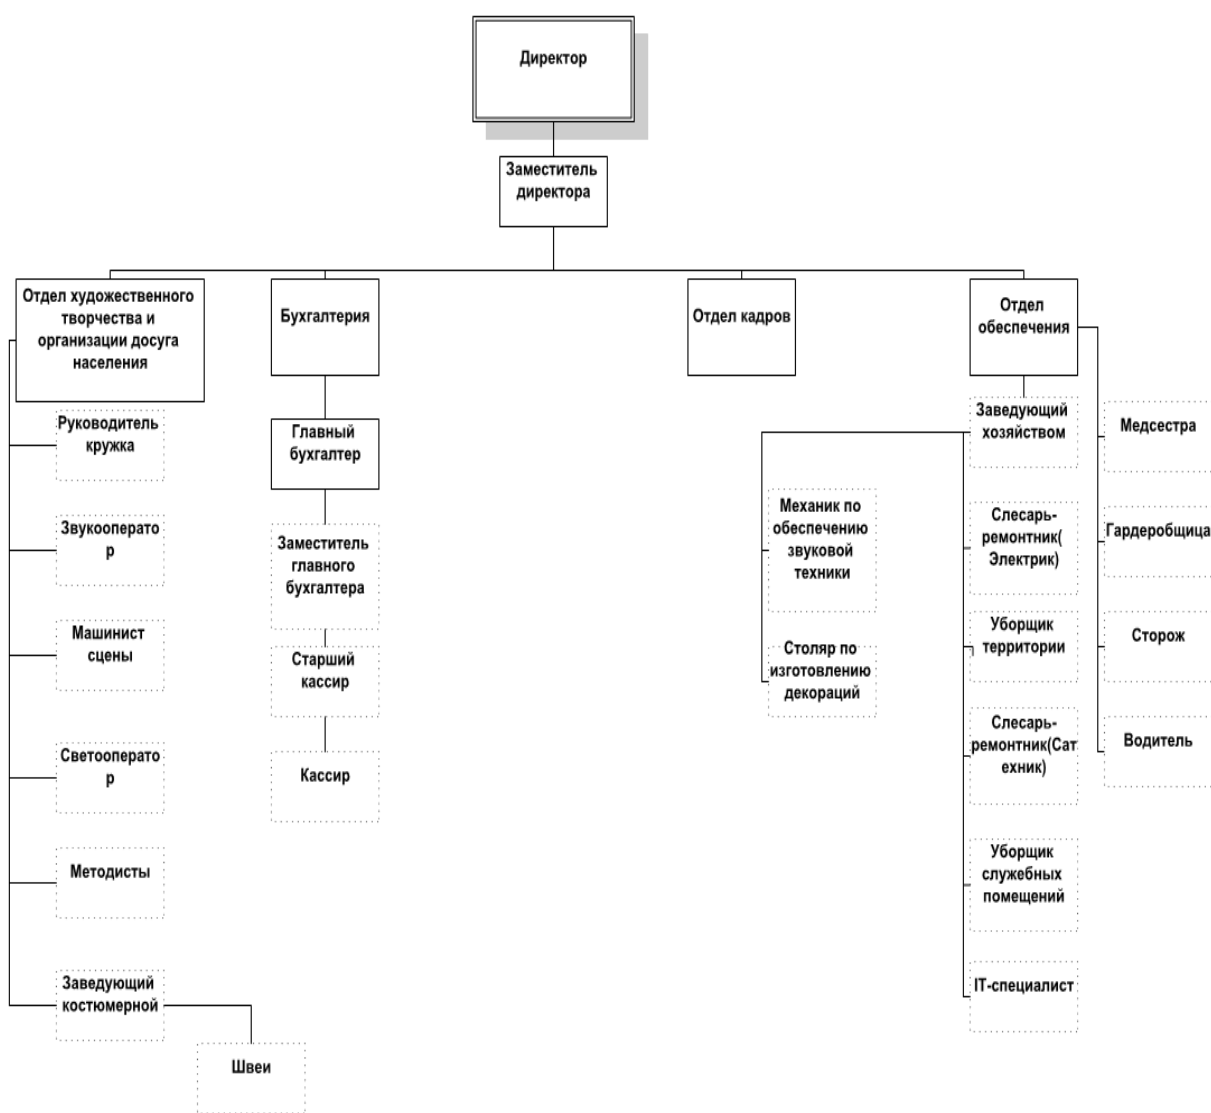 Директор
Заместитель
директора
Отдел художественного
творчества и
организации досуга
населения
Бухгалтерия
Отдел кадров
Отдел
обеспечения
Руководитель
кружка
Звукооперато
р
Машинист
сцены
Светооперато
р
Методисты
Заведующий
костюмерной
Швеи
Главный
бухгалтер
Заместитель
главного
бухгалтера
Старший
кассир
Кассир
Механик по
обеспечению
звуковой
техники
Столяр по
изготовлению
декораций
Заведующий
хозяйством
Слесарь-
ремонтник(
Электрик)
Уборщик
территории
Слесарь-
ремонтник(Сат
ехник)
Уборщик
служебных
помещений
IT-специалист
Медсестра
Гардеробщица
Сторож
Водитель